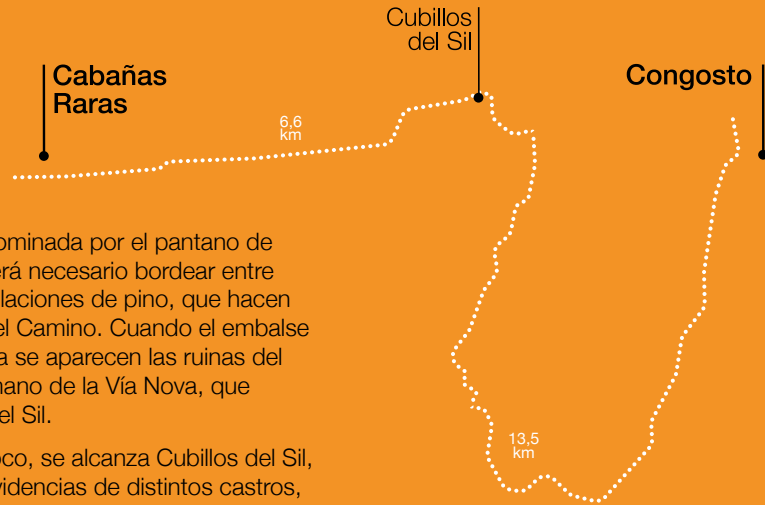 Cubillos
del Sil
Cabañas
Raras
Congosto
6,6
km
ominada por el pantano de
erá necesario bordear entre
laciones de pino, que hacen
el Camino. Cuando el embalse
a se aparecen las ruinas del
nano de la Vía Nova, que
el Sil.
oco, se alcanza Cubillos del Sil,
videncias de distintos castros,
13,5
km